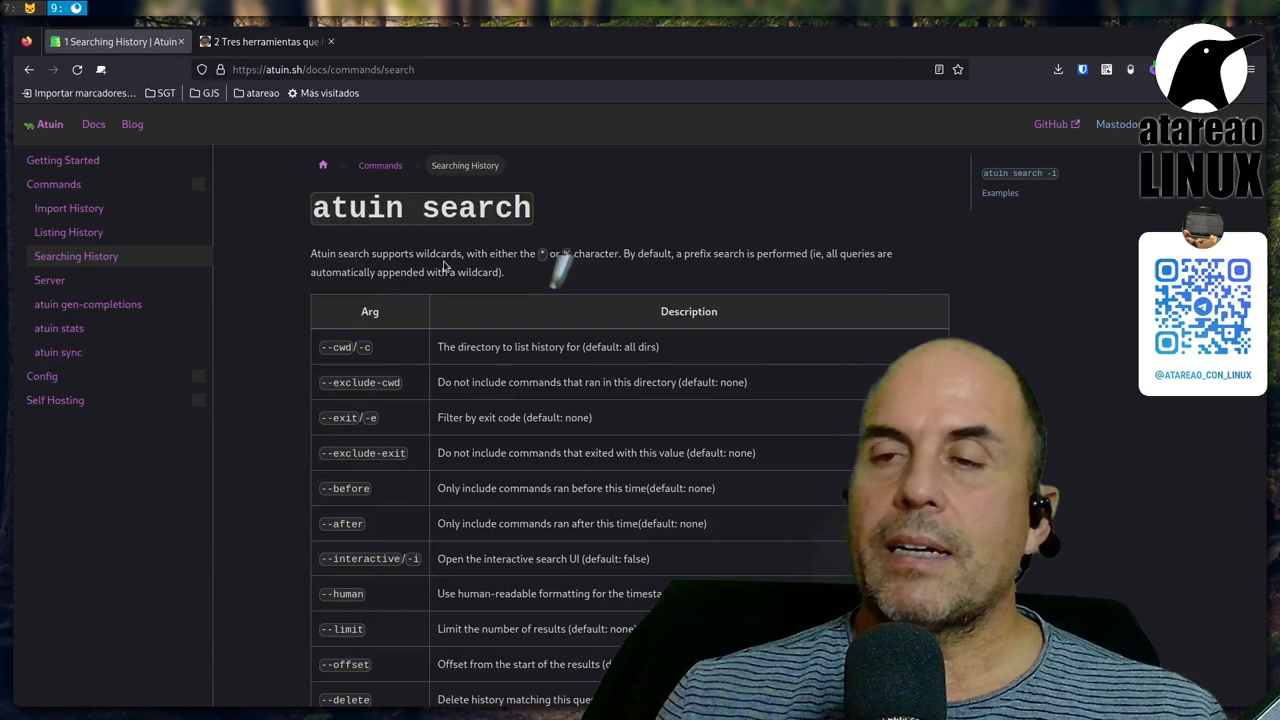 7:
9:
1 Searching History | Atuin
2 Tres herramientas que
https://atuin.sh/docs/commands/search
Importar marcadores…
SGT
GJS
atareao
Más visitados
Atuin
Docs
Blog
GitHub
Mastodo
atareao
LINUX
@ATAREAO_CON_LINUX
Getting Started
Commands
Import History
Listing History
Searching History
Server
atuin gen-completions
atuin stats
atuin sync
Config
Self Hosting
Commands
Searching History
atuin search -i
Examples
atuin search
Atuin search supports wildcards, with either the * or % character. By default, a prefix search is performed (ie, all queries are
automatically appended with a wildcard).
Arg Description
--cwd/-c The directory to list history for (default: all dirs)
--exclude-cwd Do not include commands that ran in this directory (default: none)
--exit/-e Filter by exit code (default: none)
--exclude-exit Do not include commands that exited with this value (default: none)
--before Only include commands ran before this time(default: none)
--after Only include commands ran after this time(default: none)
--interactive/-i Open the interactive search UI (default: false)
--human Use human-readable formatting for the timesta
--limit Limit the number of results (default: none
--offset Offset from the start of the results (d
--delete Delete history matching this que